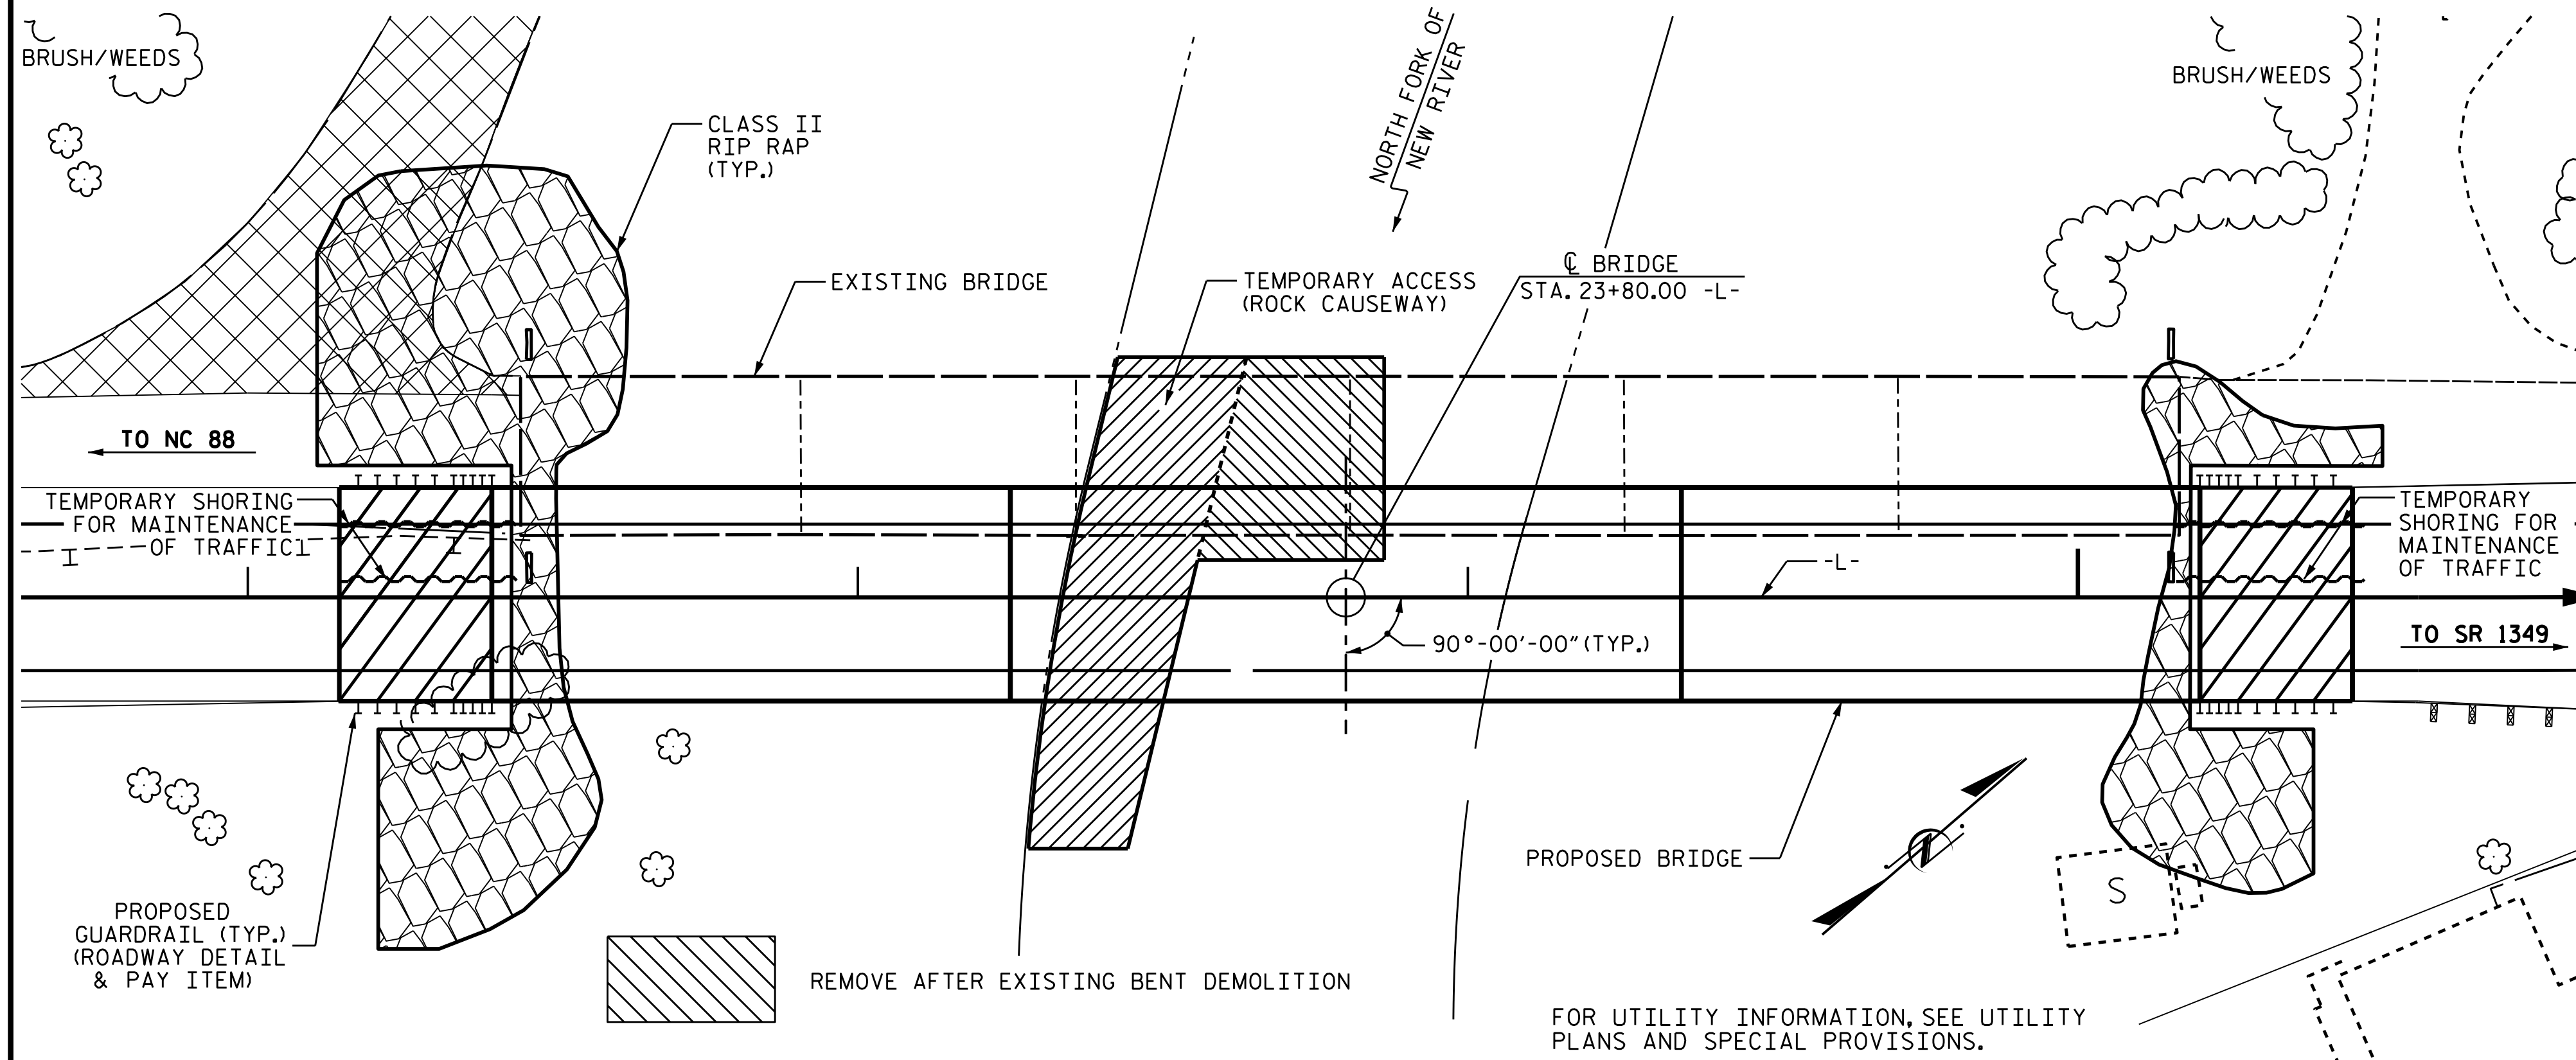 BRUSH/WEEDS
CLASS II
RIP RAP
(TYP.)
NORTH FORK OF
NEW RIVER
BRUSH/WEEDS
EXISTING BRIDGE
TEMPORARY ACCESS
(ROCK CAUSEWAY)
℄ BRIDGE
STA. 23+80.00 -L-
TO NC 88
TEMPORARY SHORING
FOR MAINTENANCE
OF TRAFFIC
TEMPORARY
SHORING FOR
MAINTENANCE
OF TRAFFIC
-L-
90°-00'-00" (TYP.)
TO SR 1349
PROPOSED BRIDGE
S
PROPOSED
GUARDRAIL (TYP.)
(ROADWAY DETAIL
& PAY ITEM)
REMOVE AFTER EXISTING BENT DEMOLITION
FOR UTILITY INFORMATION, SEE UTILITY
PLANS AND SPECIAL PROVISIONS.